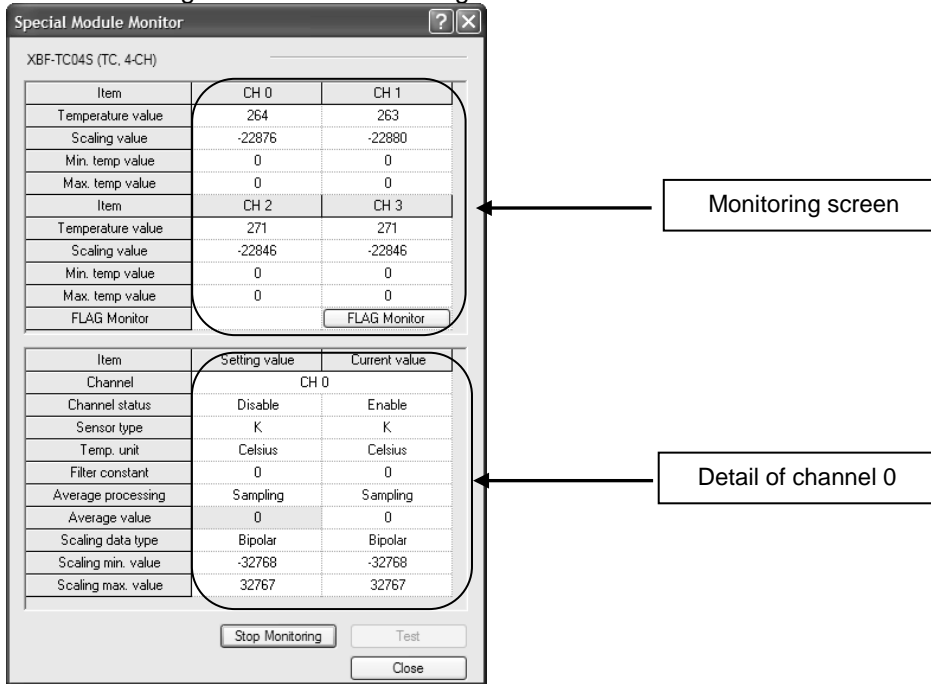 Special Module Monitor
XBF-TC04S (TC, 4-CH)
Item CH 0 CH 1
Temperature value 264 263
Scaling value -22876 -22880
Min. temp value 0 0
Max. temp value 0 0
Item CH 2 CH 3
Temperature value 271 271
Scaling value -22846 -22846
Min. temp value 0 0
Max. temp value 0 0
FLAG Monitor FLAG Monitor
Monitoring screen
Item Setting value Current value
Channel CH 0
Channel status Disable Enable
Sensor type K K
Temp. unit Celsius Celsius
Filter constant 0 0
Average processing Sampling Sampling
Average value 0 0
Scaling data type Bipolar Bipolar
Scaling min. value -32768 -32768
Scaling max. value 32767 32767
Detail of channel 0
Stop Monitoring Test
Close